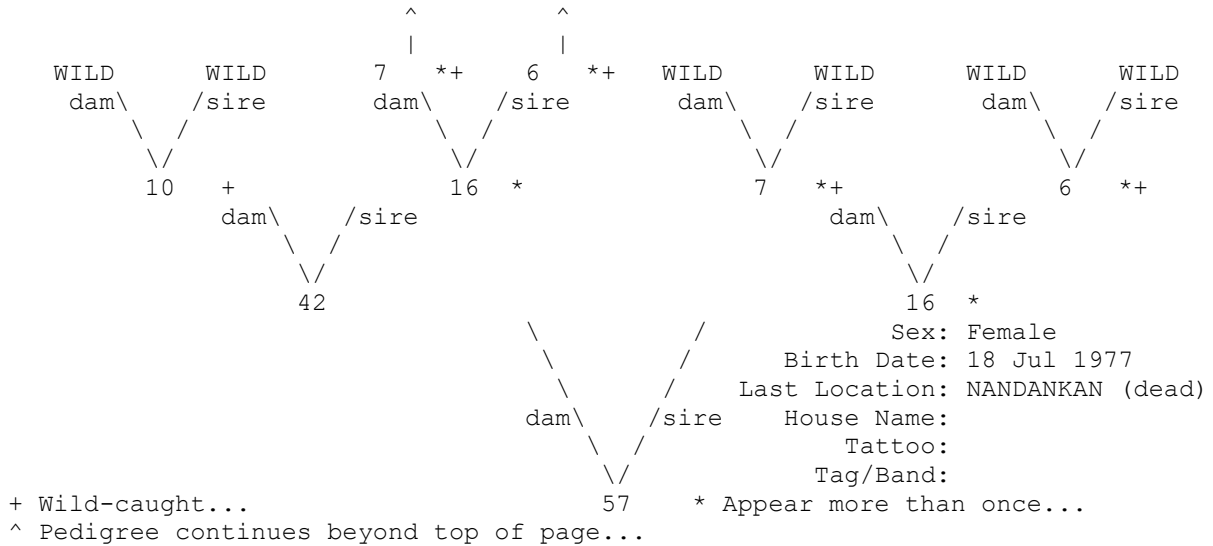 ^ ^
| |
WILD WILD 7 *+ 6 *+ WILD WILD WILD WILD
dam\ /sire dam\ /sire dam\ /sire dam\ /sire
\ / \ / \ / \ /
\/ \/ \/ \/
10 + 16 * 7 *+ 6 *+
dam\ /sire dam\ /sire
\ / \ /
\/ \/
42 16 *
\ / Sex: Female
\ / Birth Date: 18 Jul 1977
\ / Last Location: NANDANKAN (dead)
dam\ /sire House Name:
\ / Tattoo:
\/ Tag/Band:
+ Wild-caught... 57 * Appear more than once...
^ Pedigree continues beyond top of page...